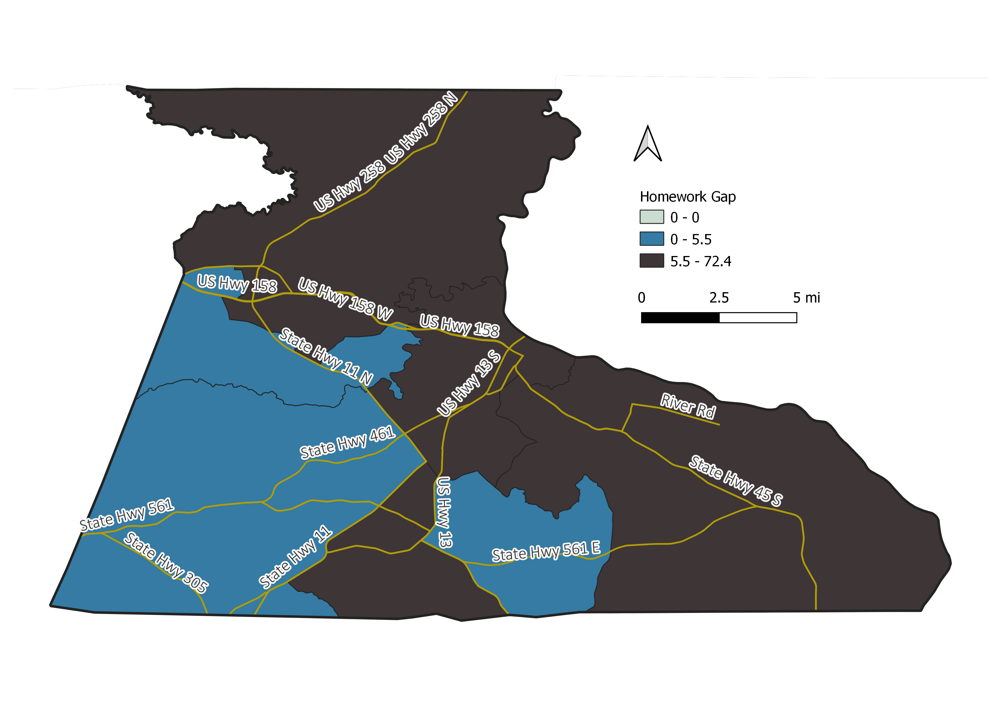 US Hwy 258 N
US Hwy 258
Homework Gap
0 - 0
0 - 5.5
5.5 - 72.4
US Hwy 158
US Hwy 158 W
US Hwy 158
0 2.5 5 mi
State Hwy 11 N
US Hwy 13 S
River Rd
State Hwy 461
State Hwy 45 S
US Hwy 13
State Hwy 561
State Hwy 11
State Hwy 561 E
State Hwy 305